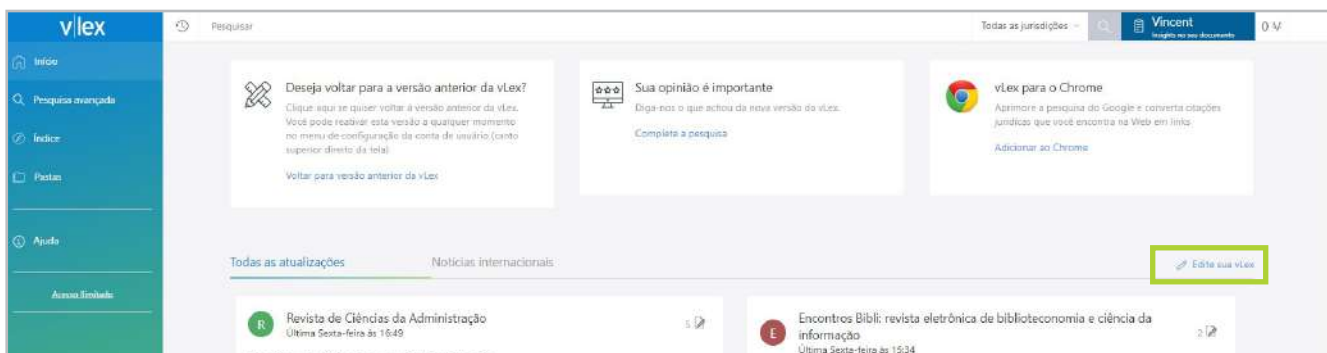 v|lex
Pesquisar
Todas as jurisdições
Vincent
Insights no seu documento
0
Início
Pesquisa avançada
Índice
Pastas
Ajuda
Acesso Ilimitado
Deseja voltar para a versão anterior da vLex?
Clique aqui se quiser voltar à versão anterior da vLex.
Você pode reativar esta versão a qualquer momento
no menu de configuração da conta de usuário (canto
superior direito da tela)
Voltar para versão anterior da vLex
Sua opinião é importante
Diga-nos o que achou da nova versão da vLex.
Complete a pesquisa
vLex para o Chrome
Aprimore a pesquisa do Google e converta citações
jurídicas que você encontra na Web em links
Adicionar ao Chrome
Todas as atualizações
Notícias internacionais
Edite sua vLex
R
Revista de Ciências da Administração
Última Sexta-feira às 16:49
5
E
Encontros Bibli: revista eletrônica de biblioteconomia e ciência da
informação
Última Sexta-feira às 15:34
2